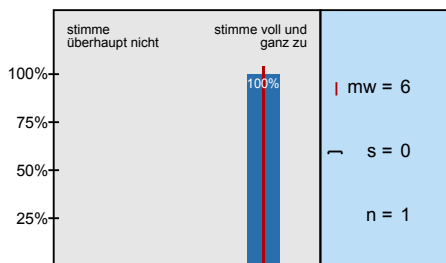 stimme
überhaupt nicht
stimme voll und
ganz zu
100%
75%
50%
25%
100%
mw = 6
s = 0
n = 1